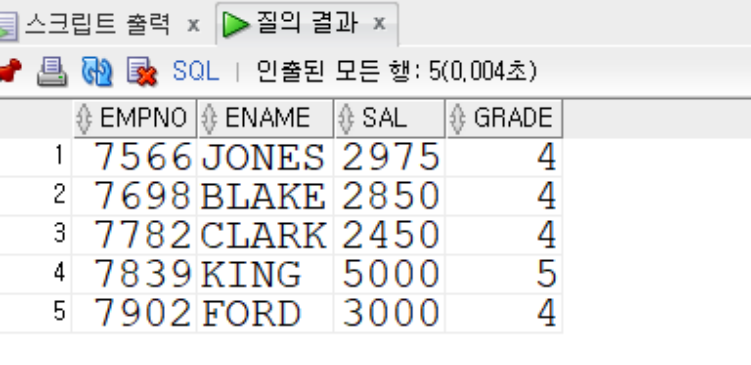 스크립트 출력 x 질의 결과 x
SQL | 인출된 모든 행: 5(0,004초)
EMPNO ENAME SAL GRADE
1 7566 JONES 2975 4
2 7698 BLAKE 2850 4
3 7782 CLARK 2450 4
4 7839 KING 5000 5
5 7902 FORD 3000 4